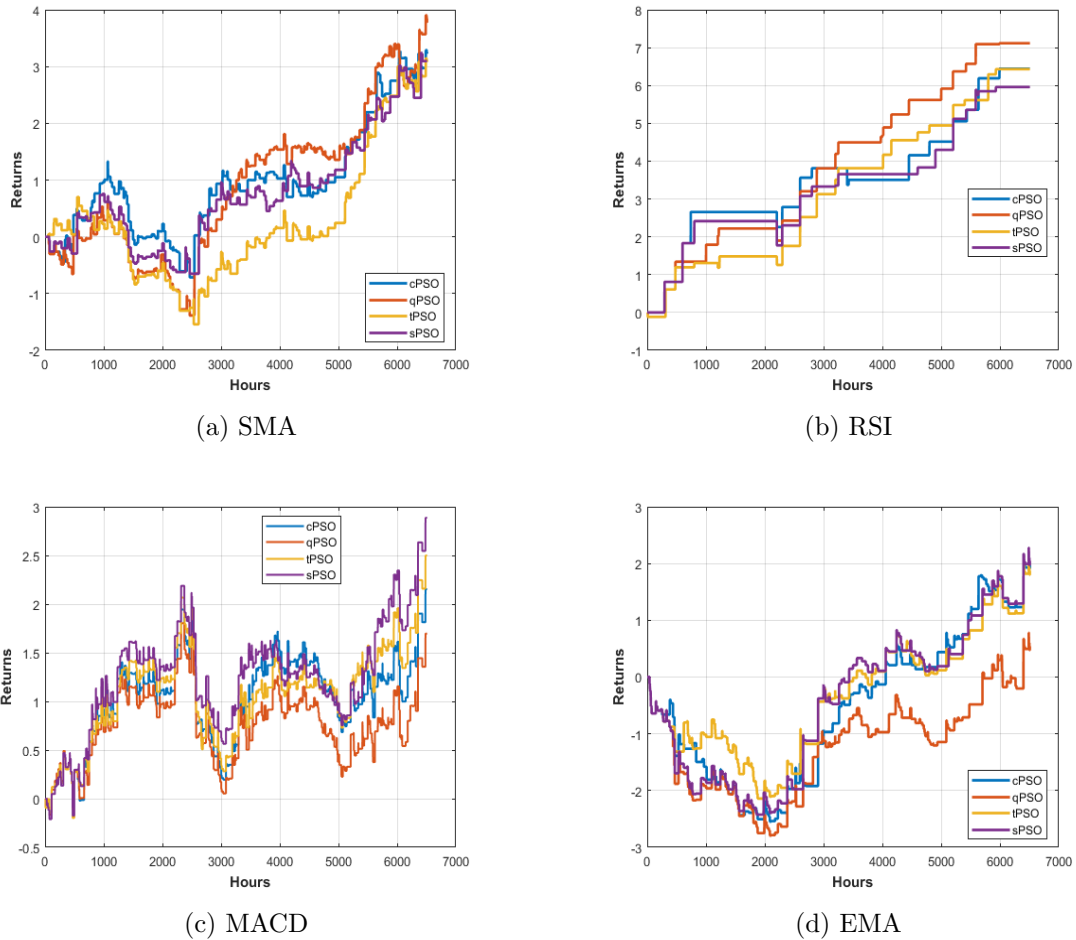 4
3
2
1
0
-1
-2
Returns
cPSO
qPSO
tPSO
sPSO
0 1000 2000 3000 4000 5000 6000 7000
Hours
(a) SMA
8
7
6
5
4
3
2
1
0
-1
Returns
cPSO
qPSO
tPSO
sPSO
0 1000 2000 3000 4000 5000 6000 7000
Hours
(b) RSI
3
2.5
2
1.5
1
0.5
0
-0.5
Returns
cPSO
qPSO
tPSO
sPSO
0 1000 2000 3000 4000 5000 6000 7000
Hours
(c) MACD
3
2
1
0
-1
-2
-3
Returns
cPSO
qPSO
tPSO
sPSO
0 1000 2000 3000 4000 5000 6000 7000
Hours
(d) EMA